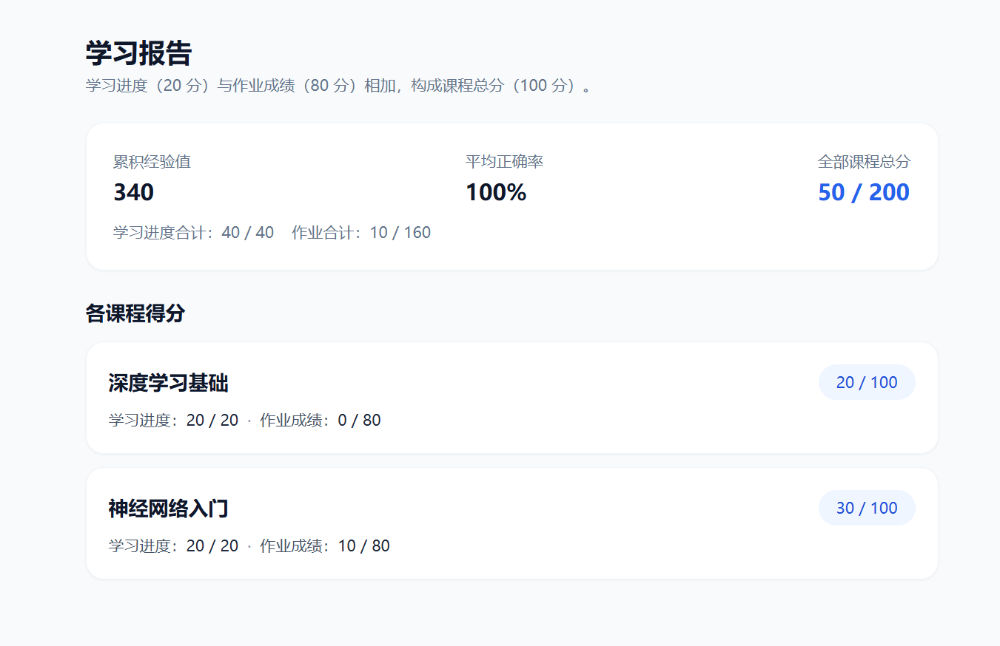 学习报告
学习进度（20 分）与作业成绩（80 分）相加，构成课程总分（100 分）。
累积经验值 平均正确率 全部课程总分
340 100% 50 / 200
学习进度合计：40 / 40 作业合计：10 / 160
各课程得分
深度学习基础 20 / 100
学习进度：20 / 20 · 作业成绩：0 / 80
神经网络入门 30 / 100
学习进度：20 / 20 · 作业成绩：10 / 80